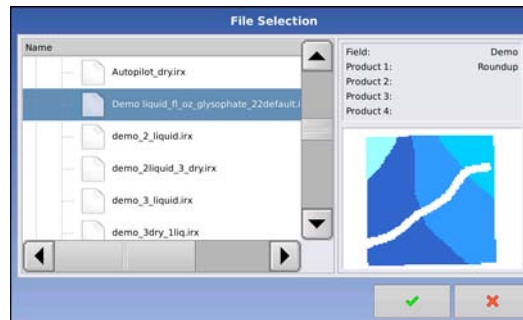 File Selection
Name
Autopilot_dry.irx
Demo liquid_fl_oz_glysophate_22default.i
demo_2_liquid.irx
demo_2liquid_3_dry.irx
demo_3_liquid.irx
demo_3dry_1liq.irx
Field: Demo
Product 1: Roundup
Product 2:
Product 3:
Product 4: